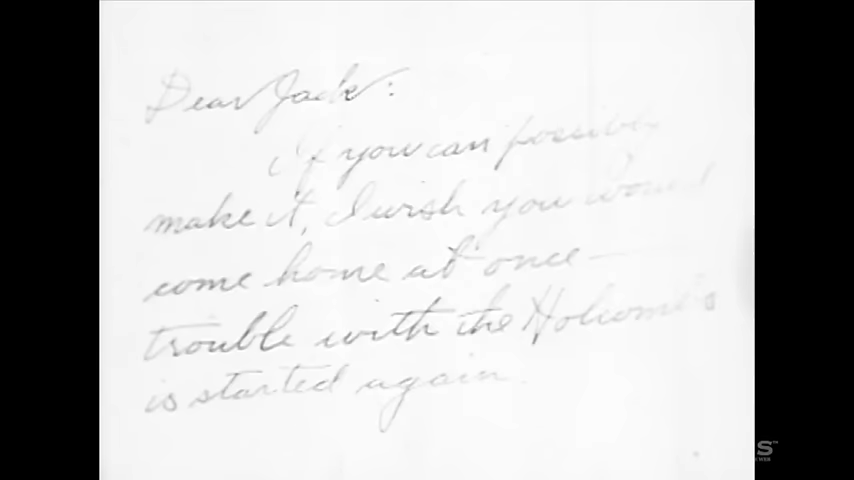 Dear Jack:
If you can possibly
make it, I wish you would
come home at once —
trouble with the
is started again.